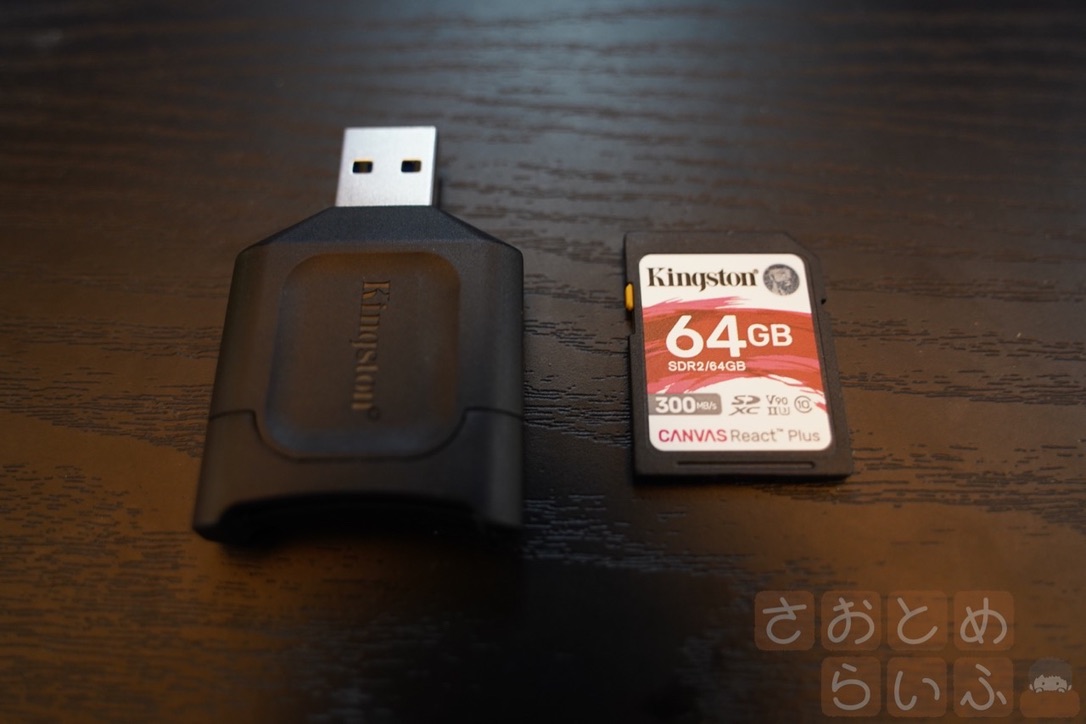 Kingston
Kingston
64GB
SDR2/64GB
300MB/s
SD XC
V90
II U3
10
CANVAS React™ Plus
さおとめ
らいふ